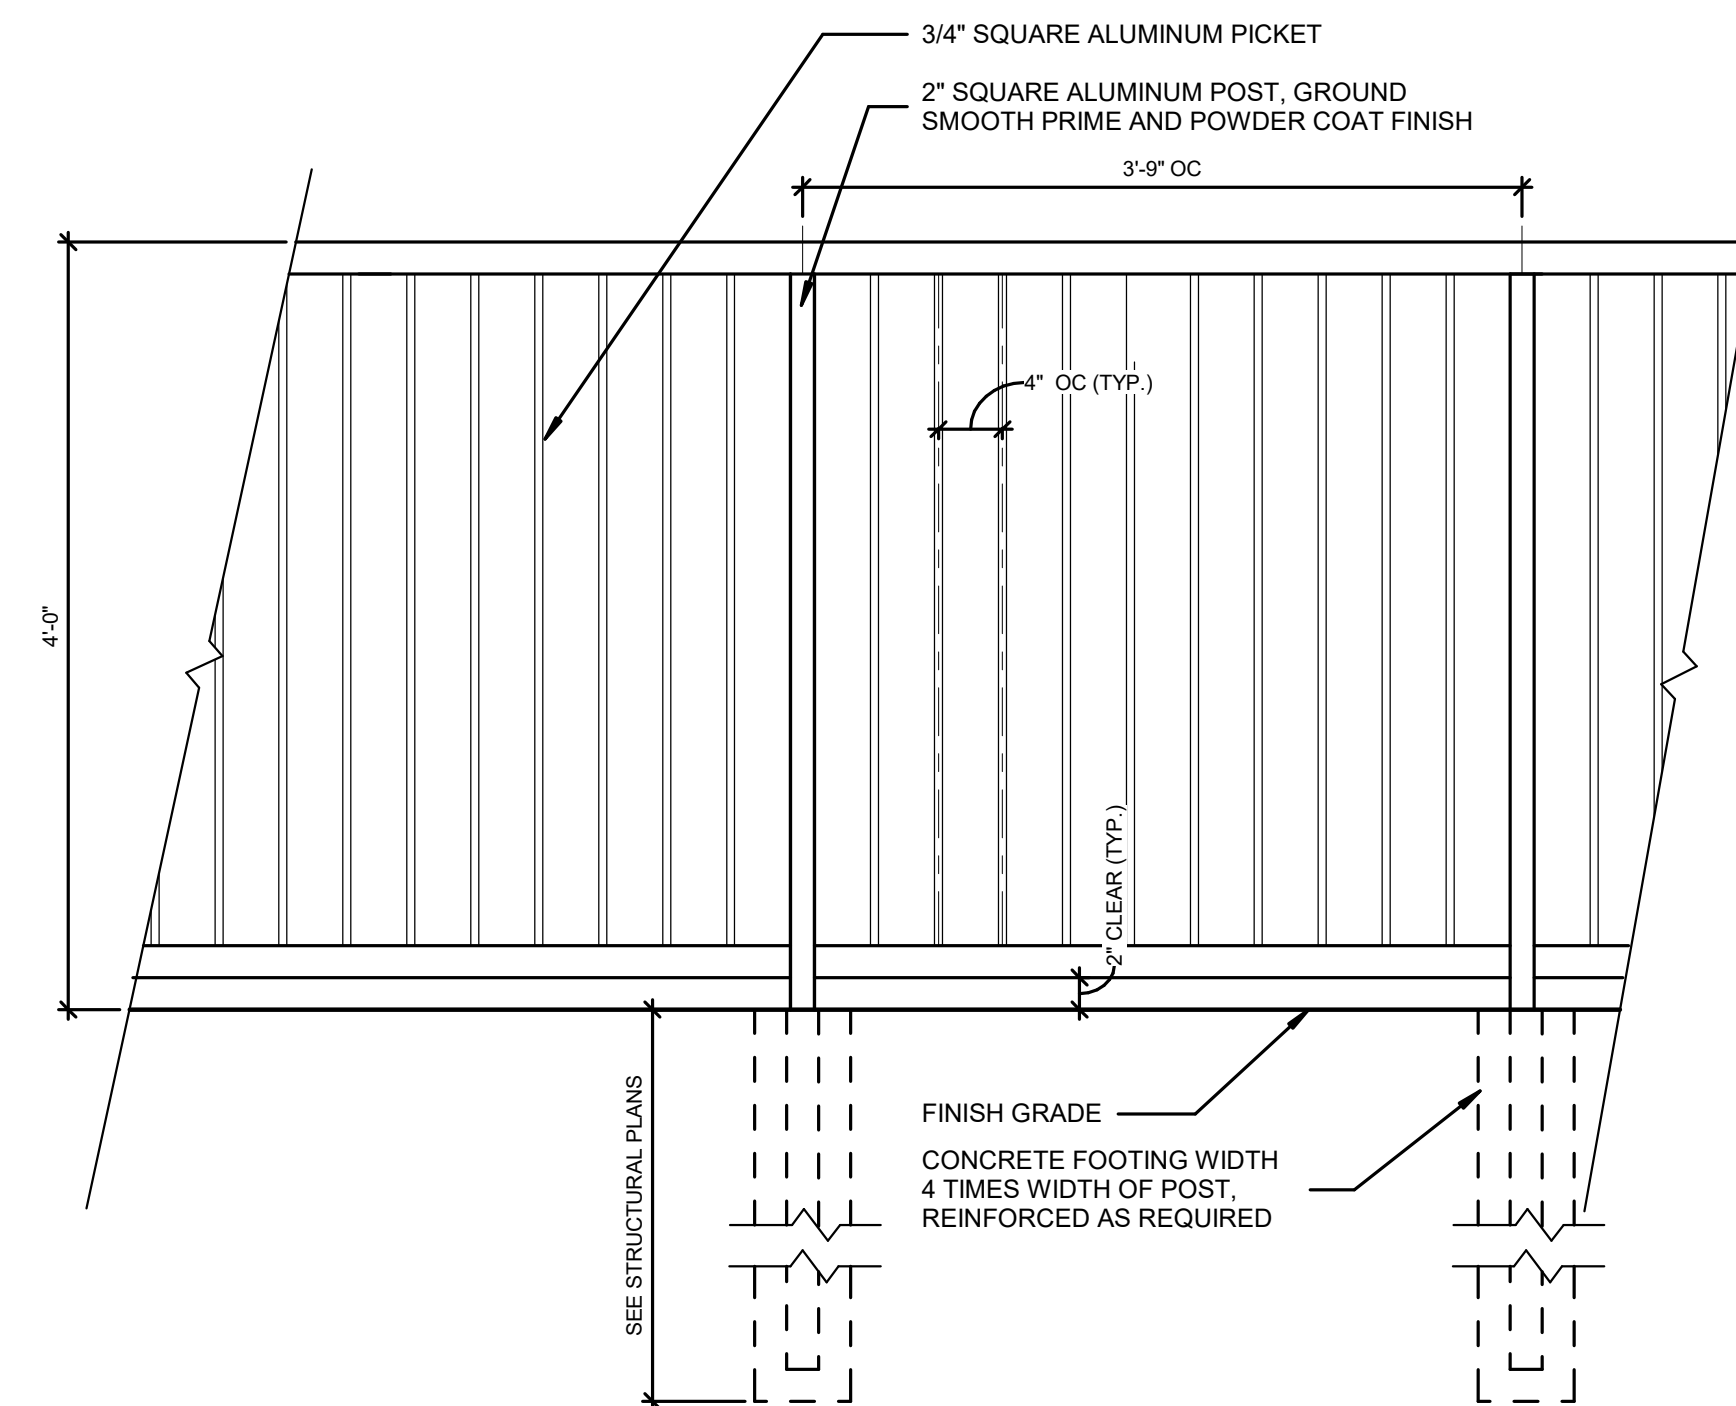 3/4" SQUARE ALUMINUM PICKET
2" SQUARE ALUMINUM POST, GROUND
SMOOTH PRIME AND POWDER COAT FINISH
3'-9" OC
4" OC (TYP.)
4'-0"
2" CLEAR (TYP.)
SEE STRUCTURAL PLANS
FINISH GRADE
CONCRETE FOOTING WIDTH
4 TIMES WIDTH OF POST,
REINFORCED AS REQUIRED